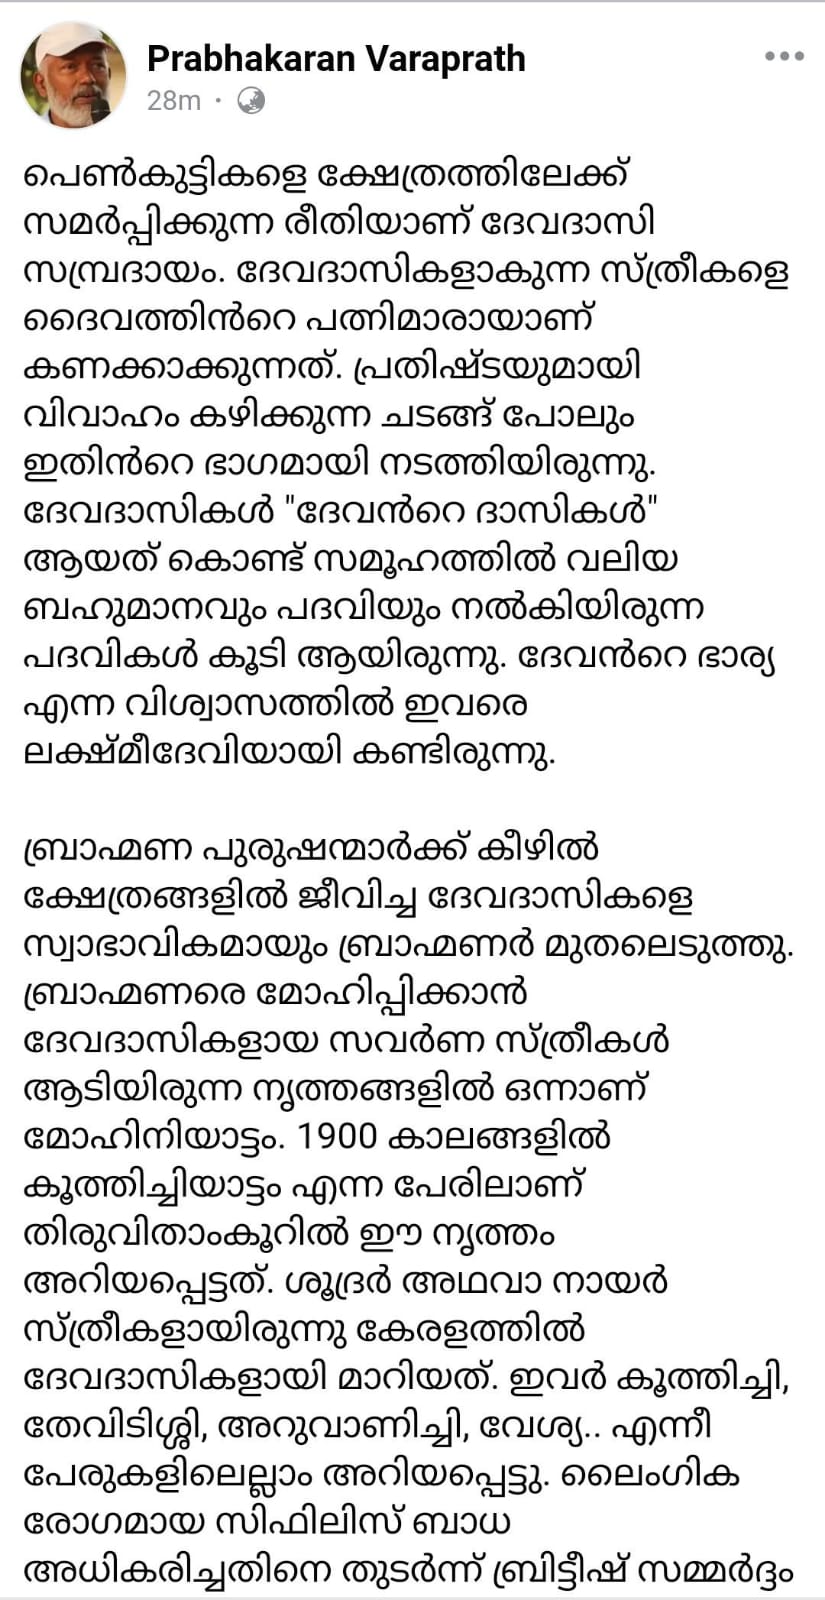 Prabhakaran Varaprath
28m ·
പെൺകുട്ടികളെ ക്ഷേത്രത്തിലേക്ക്
സമർപ്പിക്കുന്ന രീതിയാണ് ദേവദാസി
സമ്പ്രദായം. ദേവദാസികളാകുന്ന സ്ത്രീകളെ
ദൈവത്തിൻറെ പത്നിമാരായാണ്
കണക്കാക്കുന്നത്. പ്രതിഷ്ടയുമായി
വിവാഹം കഴിക്കുന്ന ചടങ്ങ് പോലും
ഇതിൻറെ ഭാഗമായി നടത്തിയിരുന്നു.
ദേവദാസികൾ "ദേവൻറെ ദാസികൾ"
ആയത് കൊണ്ട് സമൂഹത്തിൽ വലിയ
ബഹുമാനവും പദവിയും നൽകിയിരുന്ന
പദവികൾ കൂടി ആയിരുന്നു. ദേവൻറെ ഭാര്യ
എന്ന വിശ്വാസത്തിൽ ഇവരെ
ലക്ഷ്മീദേവിയായി കണ്ടിരുന്നു.

ബ്രാഹ്മണ പുരുഷന്മാർക്ക് കീഴിൽ
ക്ഷേത്രങ്ങളിൽ ജീവിച്ച ദേവദാസികളെ
സ്വാഭാവികമായും ബ്രാഹ്മണർ മുതലെടുത്തു.
ബ്രാഹ്മണരെ മോഹിപ്പിക്കാൻ
ദേവദാസികളായ സവർണ സ്ത്രീകൾ
ആടിയിരുന്ന നൃത്തങ്ങളിൽ ഒന്നാണ്
മോഹിനിയാട്ടം. 1900 കാലങ്ങളിൽ
കൂത്തിച്ചിയാട്ടം എന്ന പേരിലാണ്
തിരുവിതാംകൂറിൽ ഈ നൃത്തം
അറിയപ്പെട്ടത്. ശൂദ്രർ അഥവാ നായർ
സ്ത്രീകളായിരുന്നു കേരളത്തിൽ
ദേവദാസികളായി മാറിയത്. ഇവർ കൂത്തിച്ചി,
തേവിടിശ്ശി, അറുവാണിച്ചി, വേശ്യ.. എന്നീ
പേരുകളിലെല്ലാം അറിയപ്പെട്ടു. ലൈംഗിക
രോഗമായ സിഫിലിസ് ബാധ
അധികരിച്ചതിനെ തുടർന്ന് ബ്രിട്ടീഷ് സമ്മർദ്ദം